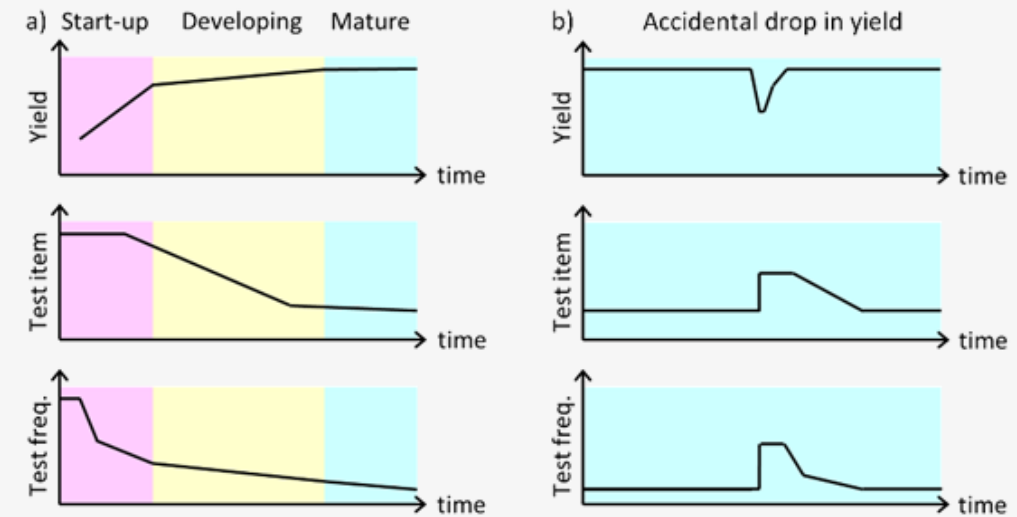 a) Start-up Developing Mature
Yield
time
Test item
time
Test freq.
time
b) Accidental drop in yield
Yield
time
Test item
time
Test freq.
time